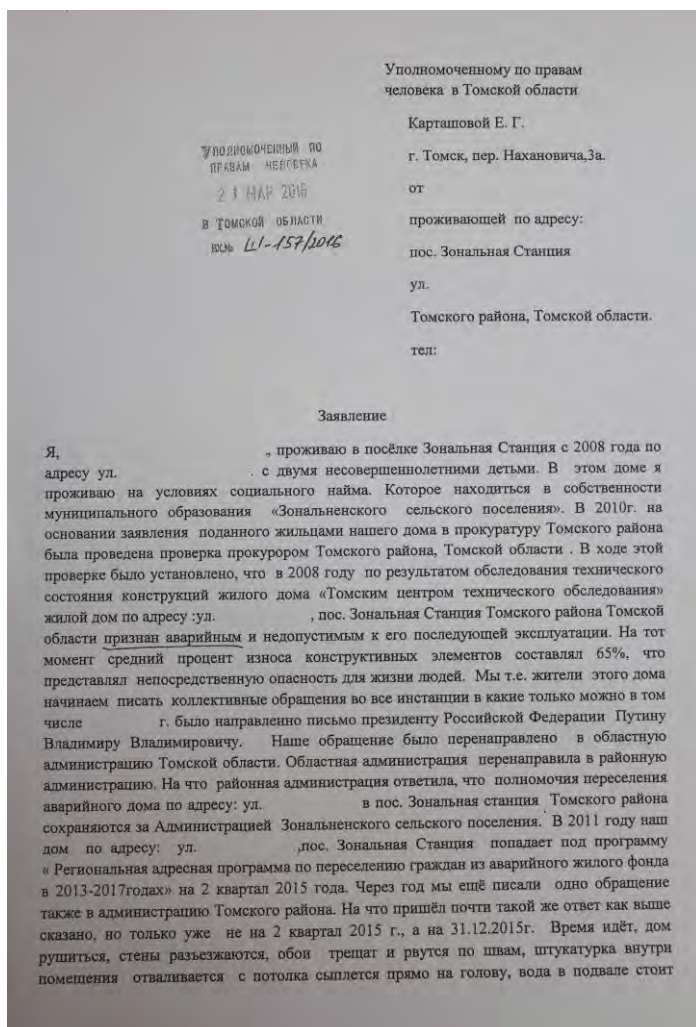 Уполномоченному по правам
человека в Томской области
Карташовой Е. Г.
г. Томск, пер. Нахановича,3а.
от
проживающей по адресу:
пос. Зональная Станция
ул.
Томского района, Томской области.
тел:
УПОЛНОМОЧЕННЫЙ ПО
ПРАВАМ ЧЕЛОВЕКА
МАР 2016
В ТОМСКОЙ ОБЛАСТИ
ВХ.№ Ш-157/2016
Заявление
Я, , проживаю в посёлке Зональная Станция с 2008 года по
адресу ул. . с двумя несовершеннолетними детьми. В этом доме я
проживаю на условиях социального найма. Которое находиться в собственности
муниципального образования «Зональненского сельского поселения». В 2010г. на
основании заявления поданного жильцами нашего дома в прокуратуру Томского района
была проведена проверка прокурором Томского района, Томской области . В ходе этой
проверке было установлено, что в 2008 году по результатом обследования технического
состояния конструкций жилого дома «Томским центром технического обследования»
жилой дом по адресу :ул. , пос. Зональная Станция Томского района Томской
области признан аварийным и недопустимым к его последующей эксплуатации. На тот
момент средний процент износа конструктивных элементов составлял 65%, что
представлял непосредственную опасность для жизни людей. Мы т.е. жители этого дома
начинаем писать коллективные обращения во все инстанции в какие только можно в том
числе г. было направленно письмо президенту Российской Федерации Путину
Владимиру Владимировичу. Наше обращение было перенаправлено в областную
администрацию Томской области. Областная администрация перенаправила в районную
администрацию. На что районная администрация ответила, что полномочия переселения
аварийного дома по адресу: ул. в пос. Зональная станция Томского района
сохраняются за Администрацией Зональненского сельского поселения. В 2011 году наш
дом по адресу: ул. ,пос. Зональная Станция попадает под программу
« Региональная адресная программа по переселению граждан из аварийного жилого фонда
в 2013-2017годах» на 2 квартал 2015 года. Через год мы ещё писали одно обращение
также в администрацию Томского района. На что пришёл почти такой же ответ как выше
сказано, но только уже не на 2 квартал 2015 г., а на 31.12.2015г. Время идёт, дом
рушиться, стены разъезжаются, обои трещат и рвутся по швам, штукатурка внутри
помещения отваливается с потолка сыплется прямо на голову, вода в подвале стоит